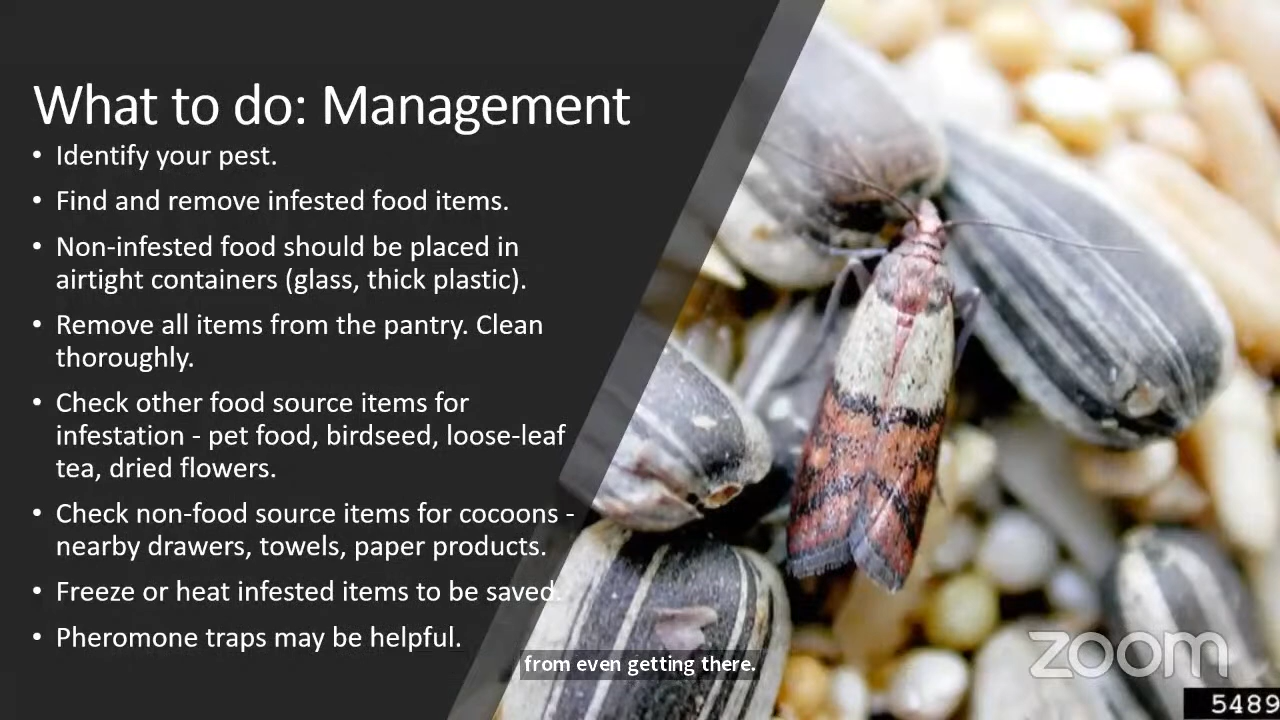 What to do: Management
• Identify your pest.
• Find and remove infested food items.
• Non-infested food should be placed in
airtight containers (glass, thick plastic).
• Remove all items from the pantry. Clean
thoroughly.
• Check other food source items for
infestation - pet food, birdseed, loose-leaf
tea, dried flowers.
• Check non-food source items for cocoons -
nearby drawers, towels, paper products.
• Freeze or heat infested items to be saved.
• Pheromone traps may be helpful.
from even getting there.
zoom
5489